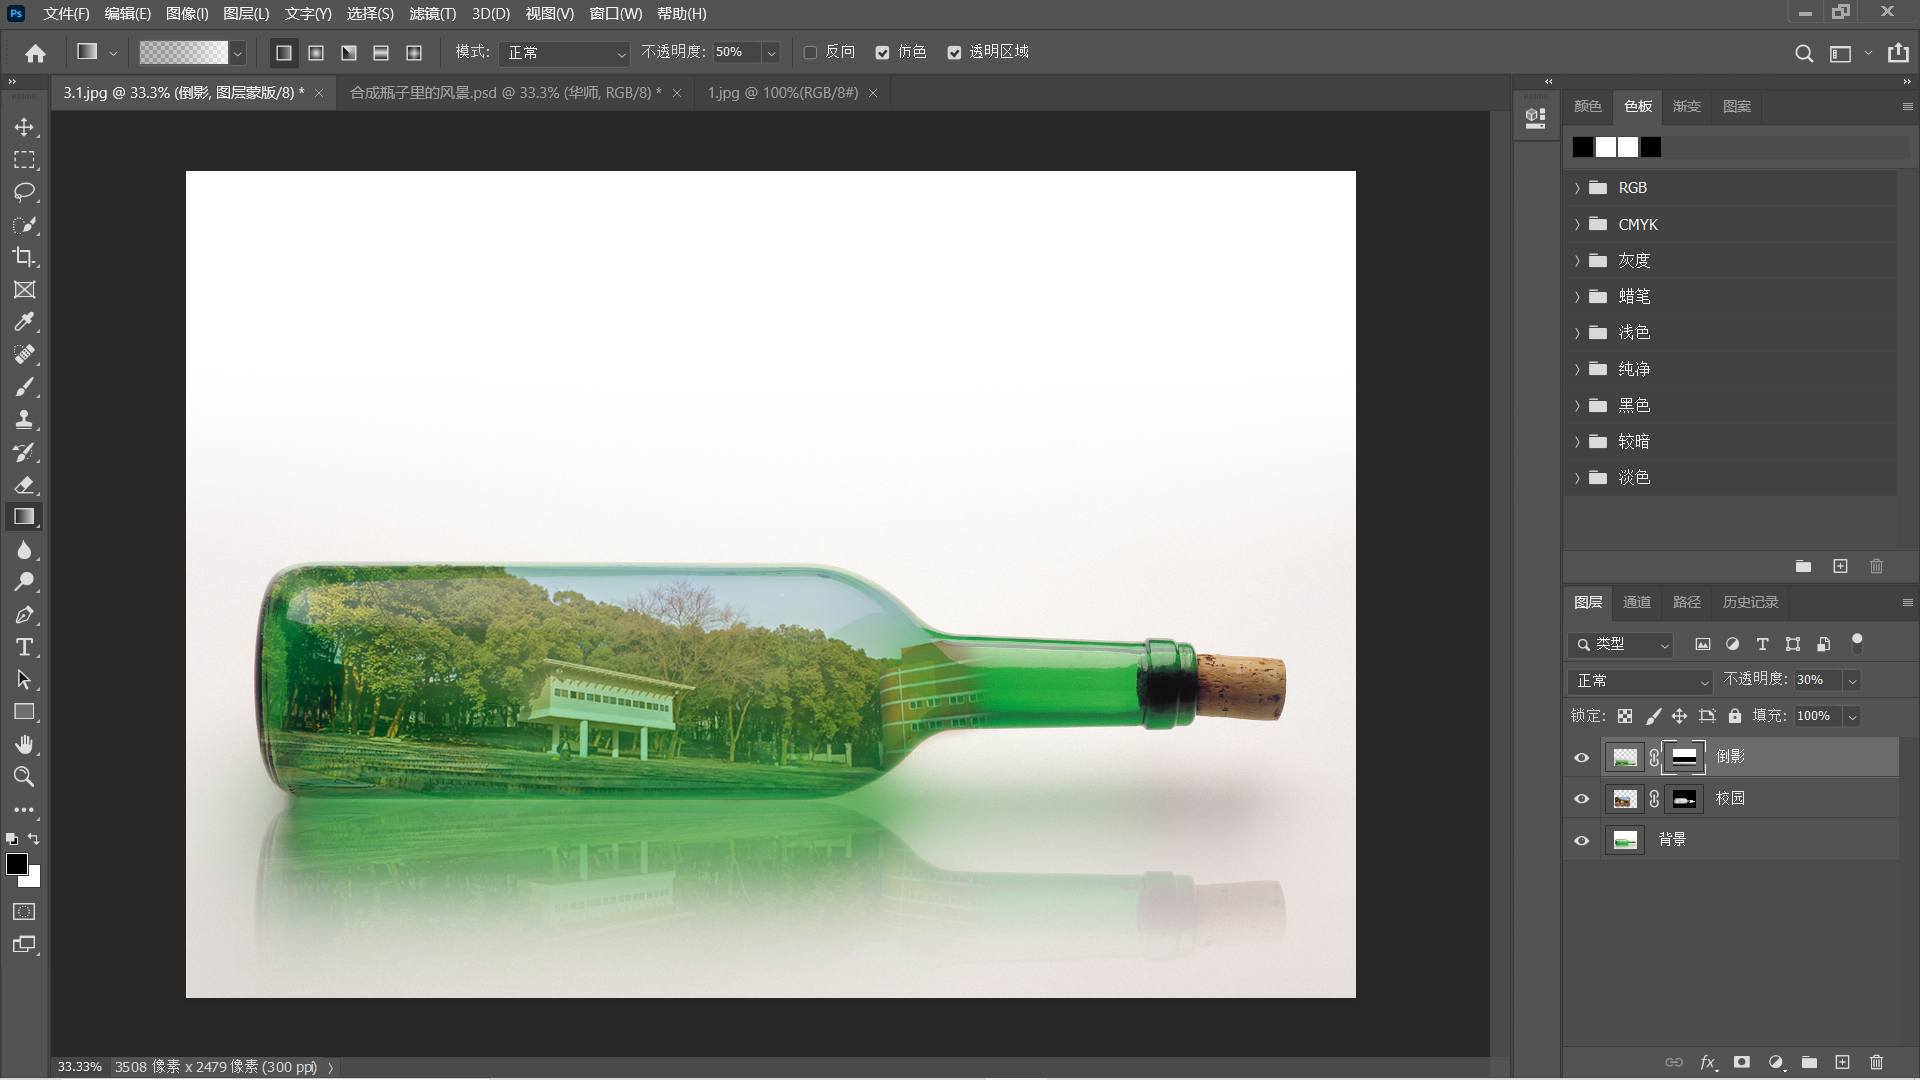 Ps 文件(F) 编辑(E) 图像(I) 图层(L) 文字(Y) 选择(S) 滤镜(T) 3D(D) 视图(V) 窗口(W) 帮助(H)
模式: 正常 不透明度: 50% 反向 仿色 透明区域
3.1.jpg @ 33.3% (倒影, 图层蒙版/8) * × 合成瓶子里的风景.psd @ 33.3% (华师, RGB/8) * × 1.jpg @ 100%(RGB/8#) ×
颜色 色板 渐变 图案
RGB
CMYK
灰度
蜡笔
浅色
纯净
黑色
较暗
淡色
图层 通道 路径 历史记录
类型
正常 不透明度: 30%
锁定: 填充: 100%
倒影
校园
背景
fx
33.33% 3508 像素 x 2479 像素 (300 ppi)